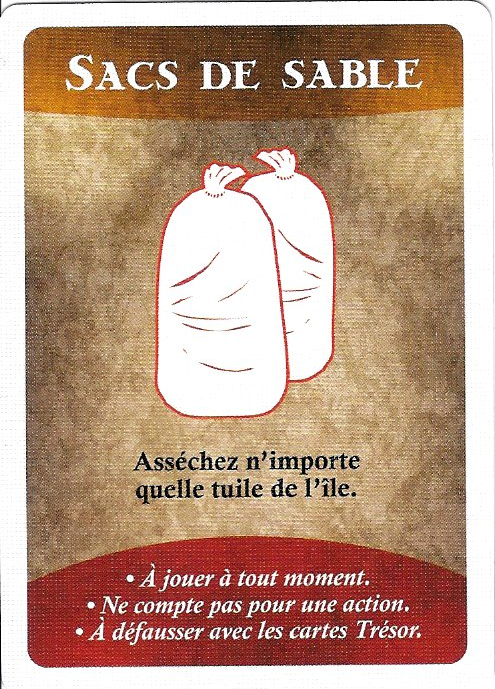 SACS DE SABLE
Asséchez n'importe
quelle tuile de l'île.
• À jouer à tout moment.
• Ne compte pas pour une action.
• À défausser avec les cartes Trésor.